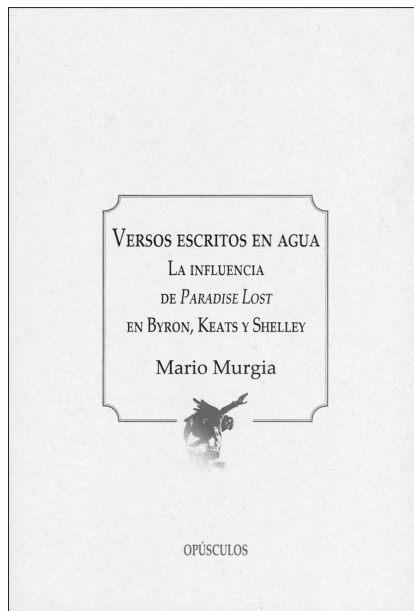 VERSOS ESCRITOS EN AGUA
LA INFLUENCIA
DE PARADISE LOST
EN BYRON, KEATS Y SHELLEY
Mario Murgia
OPÚSCULOS